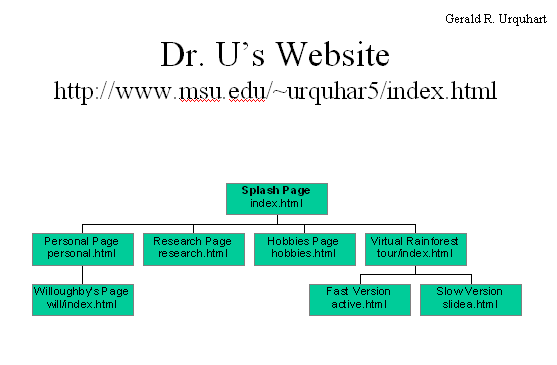 Gerald R. Urquhart
Dr. U's Website
http://www.msu.edu/~urquhar5/index.html
Splash Page
index.html
Personal Page
personal.html
Research Page
research.html
Hobbies Page
hobbies.html
Virtual Rainforest
tour/index.html
Willoughby's Page
will/index.html
Fast Version
active.html
Slow Version
slidea.html